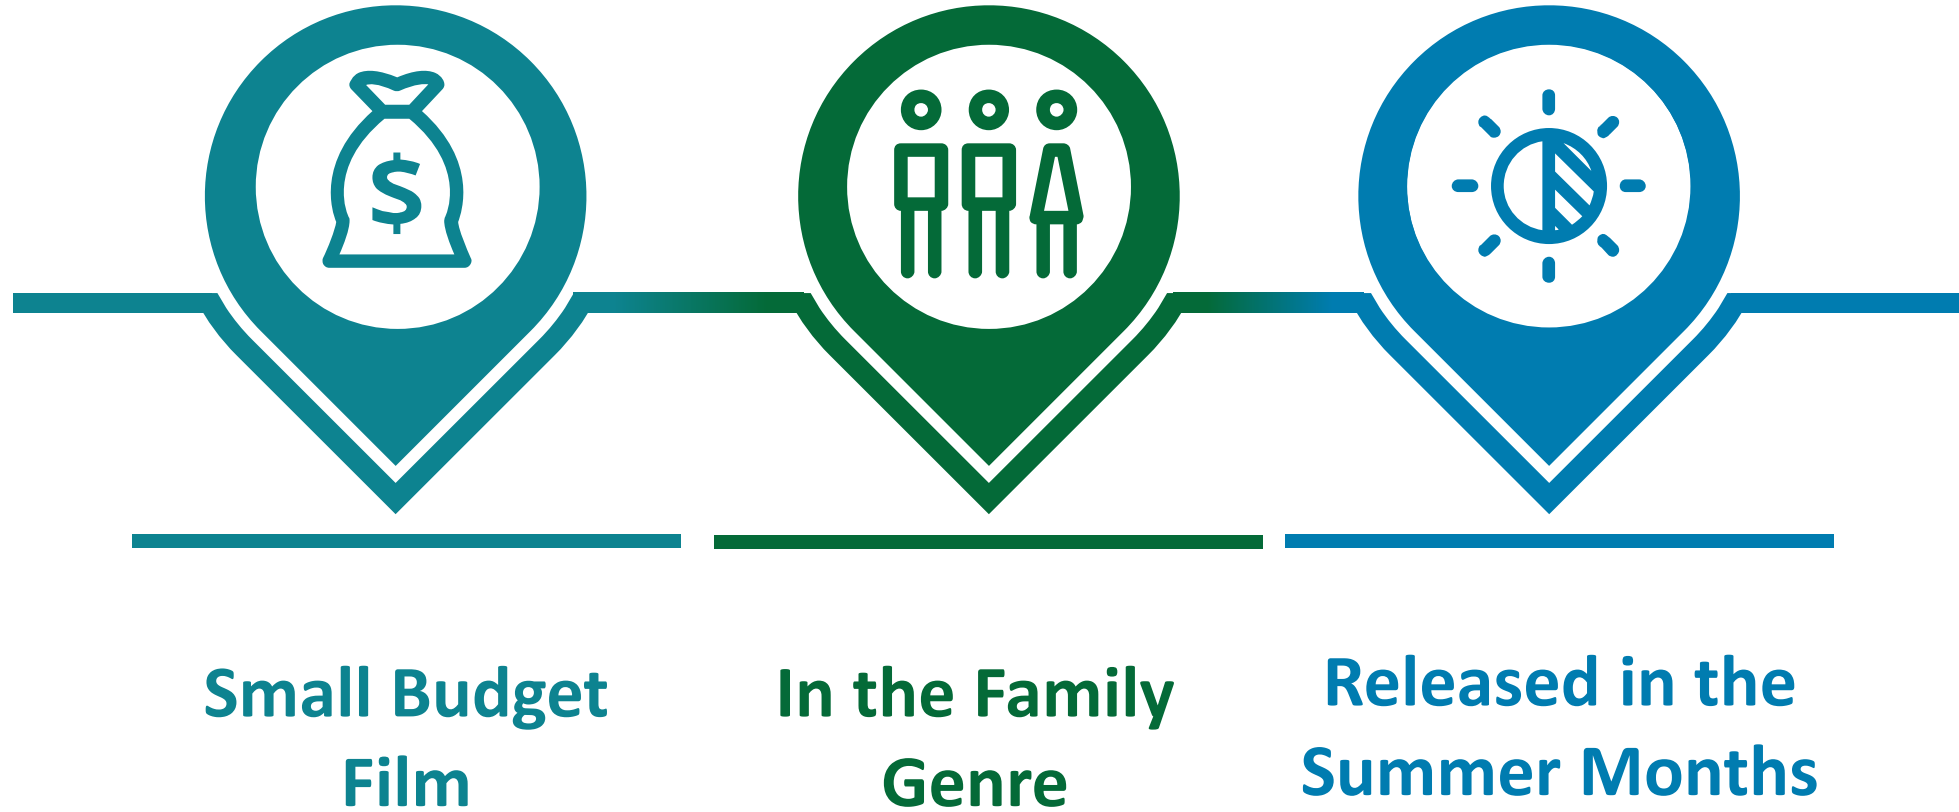 $
Small Budget
Film
In the Family
Genre
Released in the
Summer Months